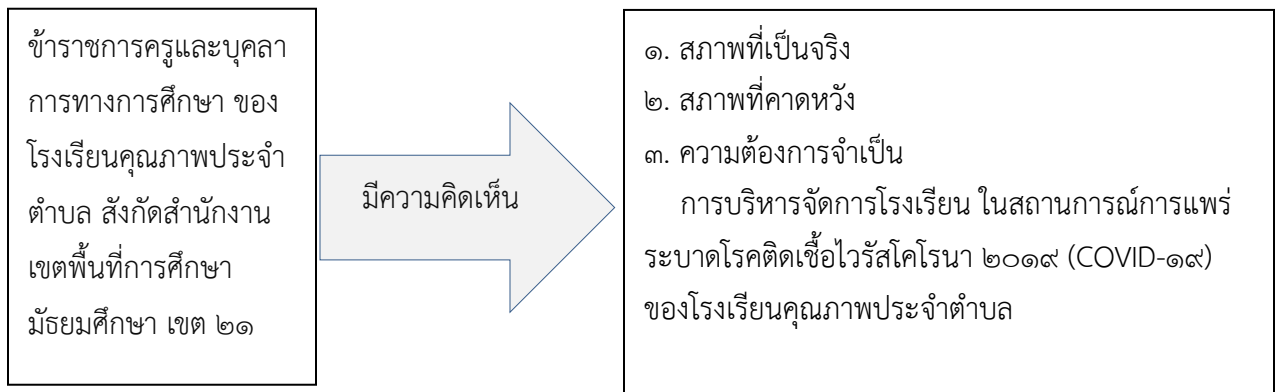 ข้าราชการครูและบุคลา
การทางการศึกษา ของ
โรงเรียนคุณภาพประจำ
ตำบล สังกัดสำนักงาน
เขตพื้นที่การศึกษา
มัธยมศึกษา เขต ๒๑
มีความคิดเห็น
๑. สภาพที่เป็นจริง
๒. สภาพที่คาดหวัง
๓. ความต้องการจำเป็น
การบริหารจัดการโรงเรียน ในสถานการณ์การแพร่
ระบาดโรคติดเชื้อไวรัสโคโรนา ๒๐๑๙ (COVID-๑๙)
ของโรงเรียนคุณภาพประจำตำบล